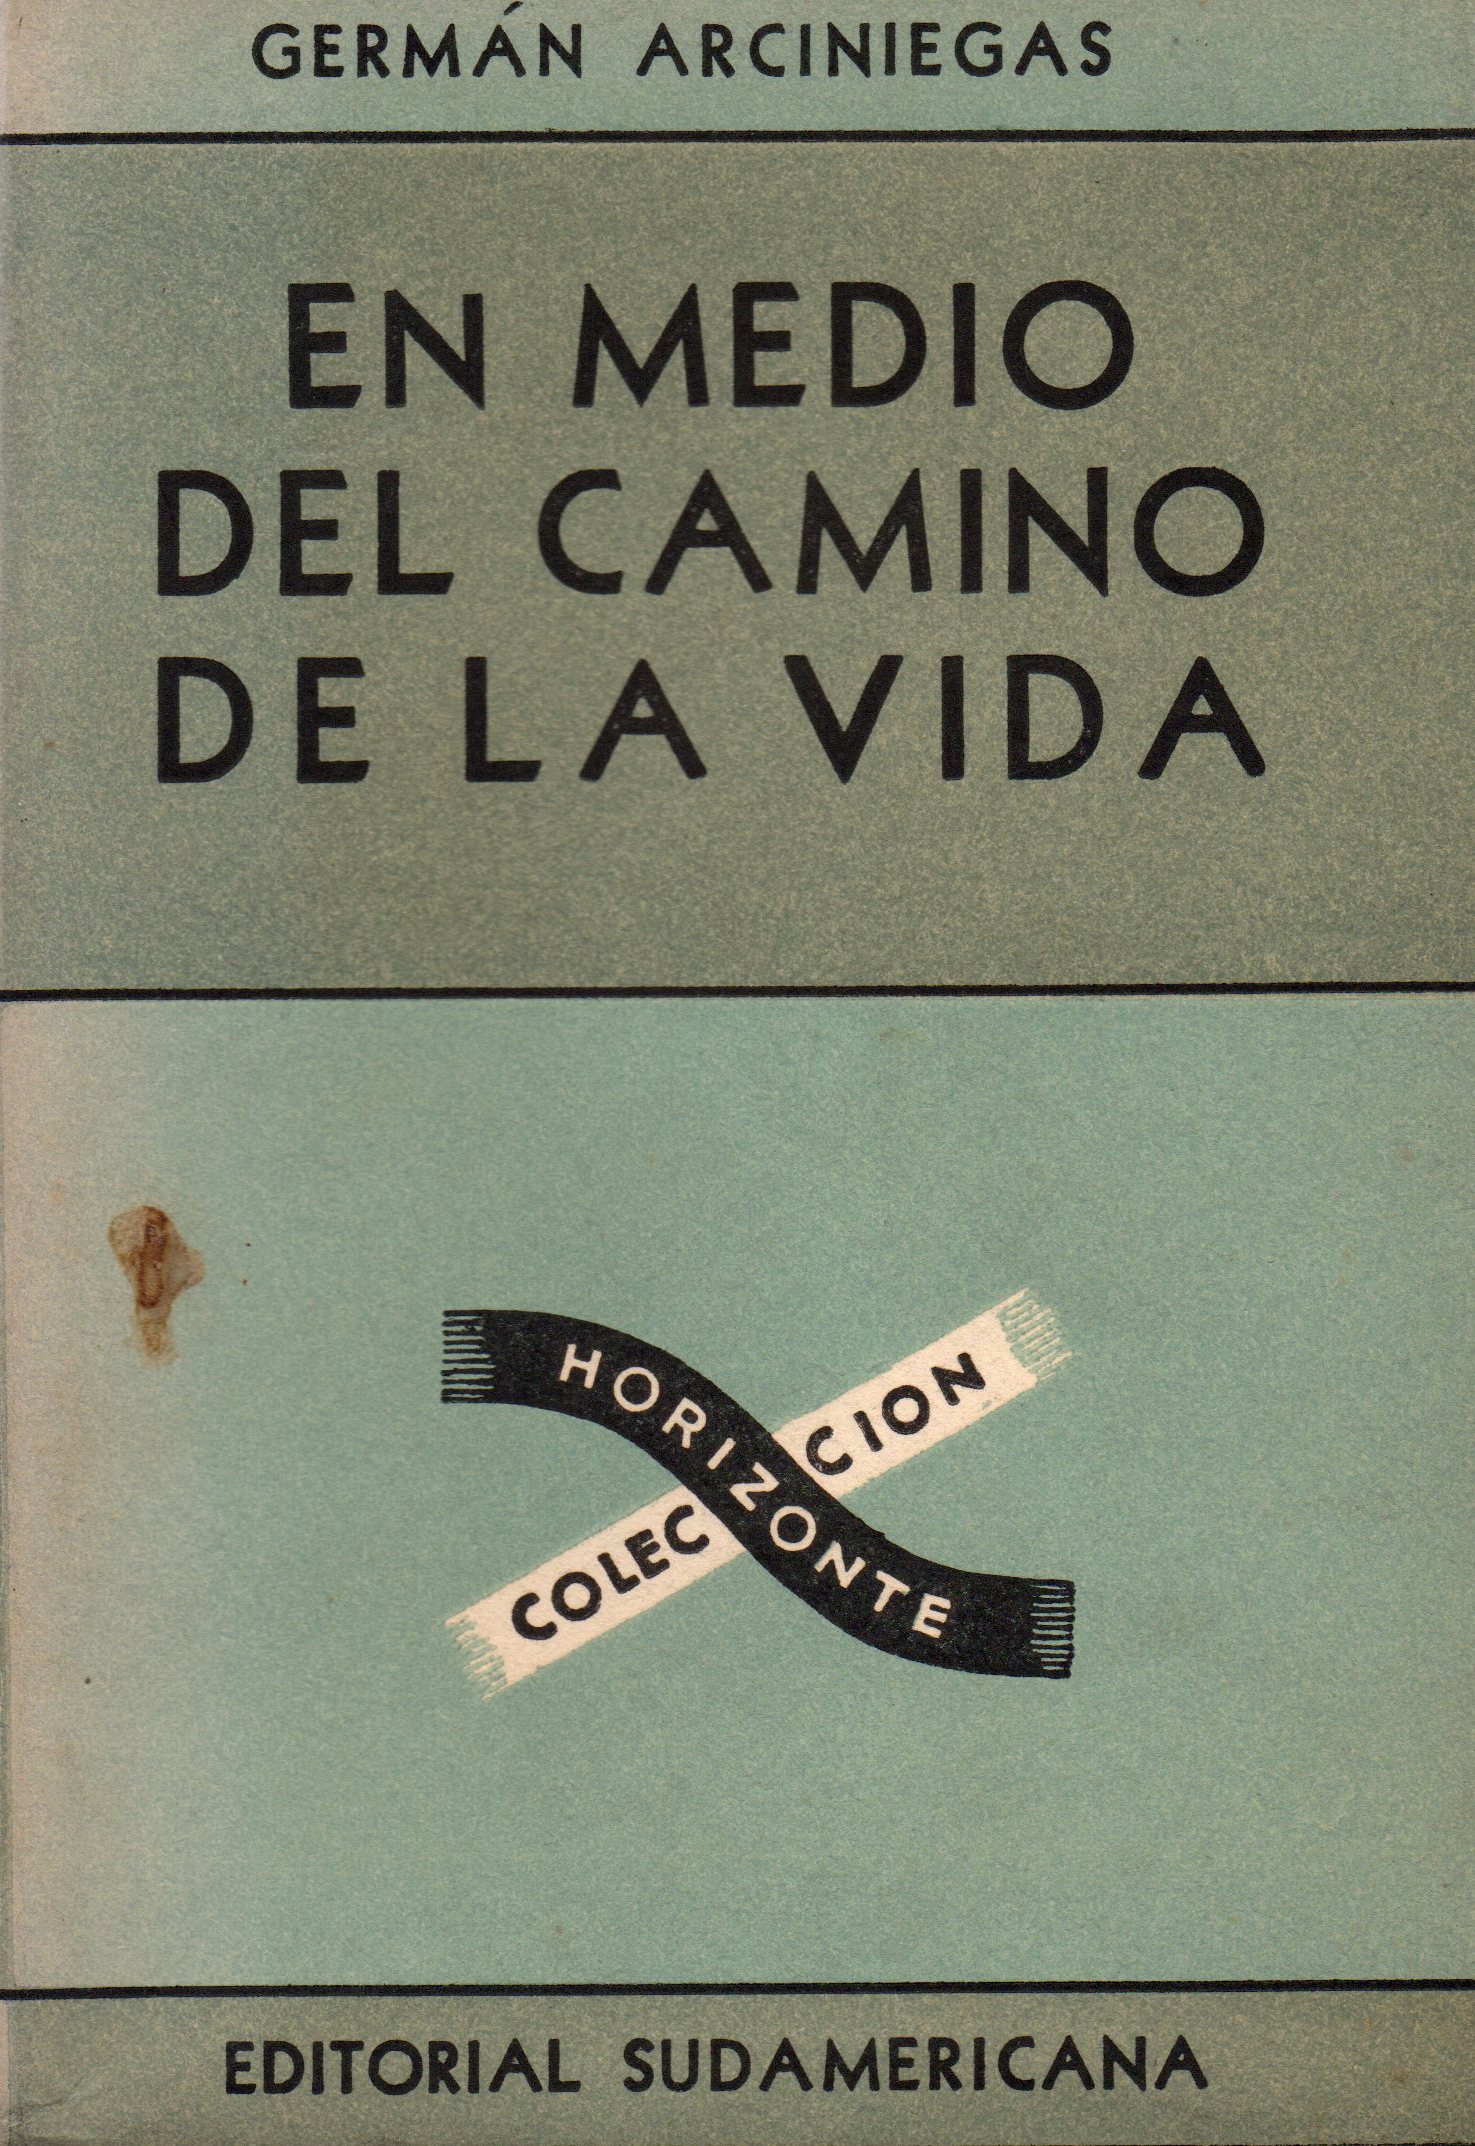 GERMÁN ARCINIEGAS
EN MEDIO
DEL CAMINO
DE LA VIDA
HORIZONTE
COLECCION
EDITORIAL SUDAMERICANA